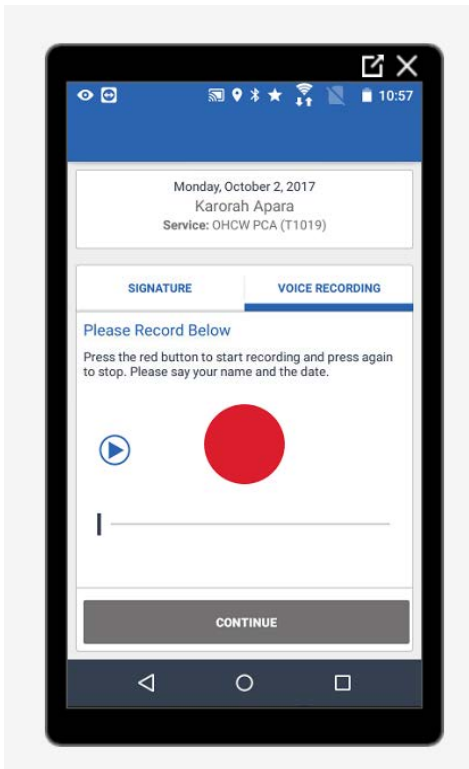 10:57
Monday, October 2, 2017
Karorah Apara
Service: OHCW PCA (T1019)
SIGNATURE VOICE RECORDING
Please Record Below
Press the red button to start recording and press again
to stop. Please say your name and the date.
CONTINUE